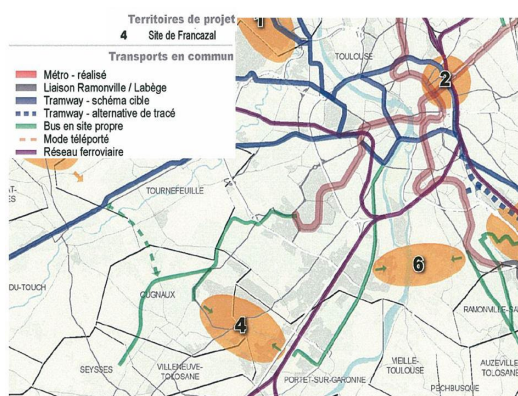 Territoires de projet
4 Site de Francazal
Transports en commun
Métro - réalisé
Liaison Ramonville / Labège
Tramway - schéma cible
Tramway - alternative de tracé
Bus en site propre
Mode téléporté
Réseau ferroviaire
1
TOULOUSE
2
TOURNEFEUILLE
DU-TOUCH
6
CUGNAUX
4
SEYSSES
VILLENEUVE-
TOLOSANE
PORTET-SUR-GARONNE
VIEILLE-
TOULOUSE
PECHBUSQUE
AUZEVILLE
TOLOSANE